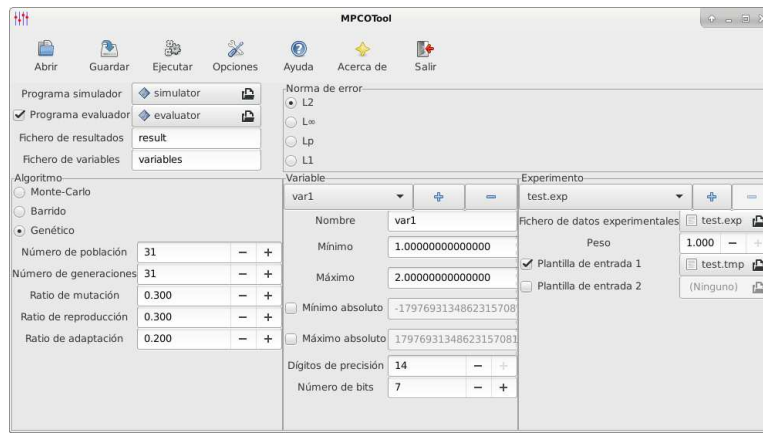 MPCOTool
Abrir Guardar Ejecutar Opciones Ayuda Acerca de Salir
Programa simulador simulator
Programa evaluador evaluator
Fichero de resultados result
Fichero de variables variables
Norma de error
L2
L∞
Lp
L1
Algoritmo
Monte-Carlo
Barrido
Genético
Número de población 31 − +
Número de generaciones 31 − +
Ratio de mutación 0.300 − +
Ratio de reproducción 0.300 − +
Ratio de adaptación 0.200 − +
Variable
var1
Nombre var1
Mínimo 1.00000000000000
Máximo 2.00000000000000
Mínimo absoluto -1797693134862315708
Máximo absoluto 17976931348623157081
Dígitos de precisión 14 − +
Número de bits 7 − +
Experimento
test.exp
Fichero de datos experimentales test.exp
Peso 1.000 − +
Plantilla de entrada 1 test.tmp
Plantilla de entrada 2 (Ninguno)